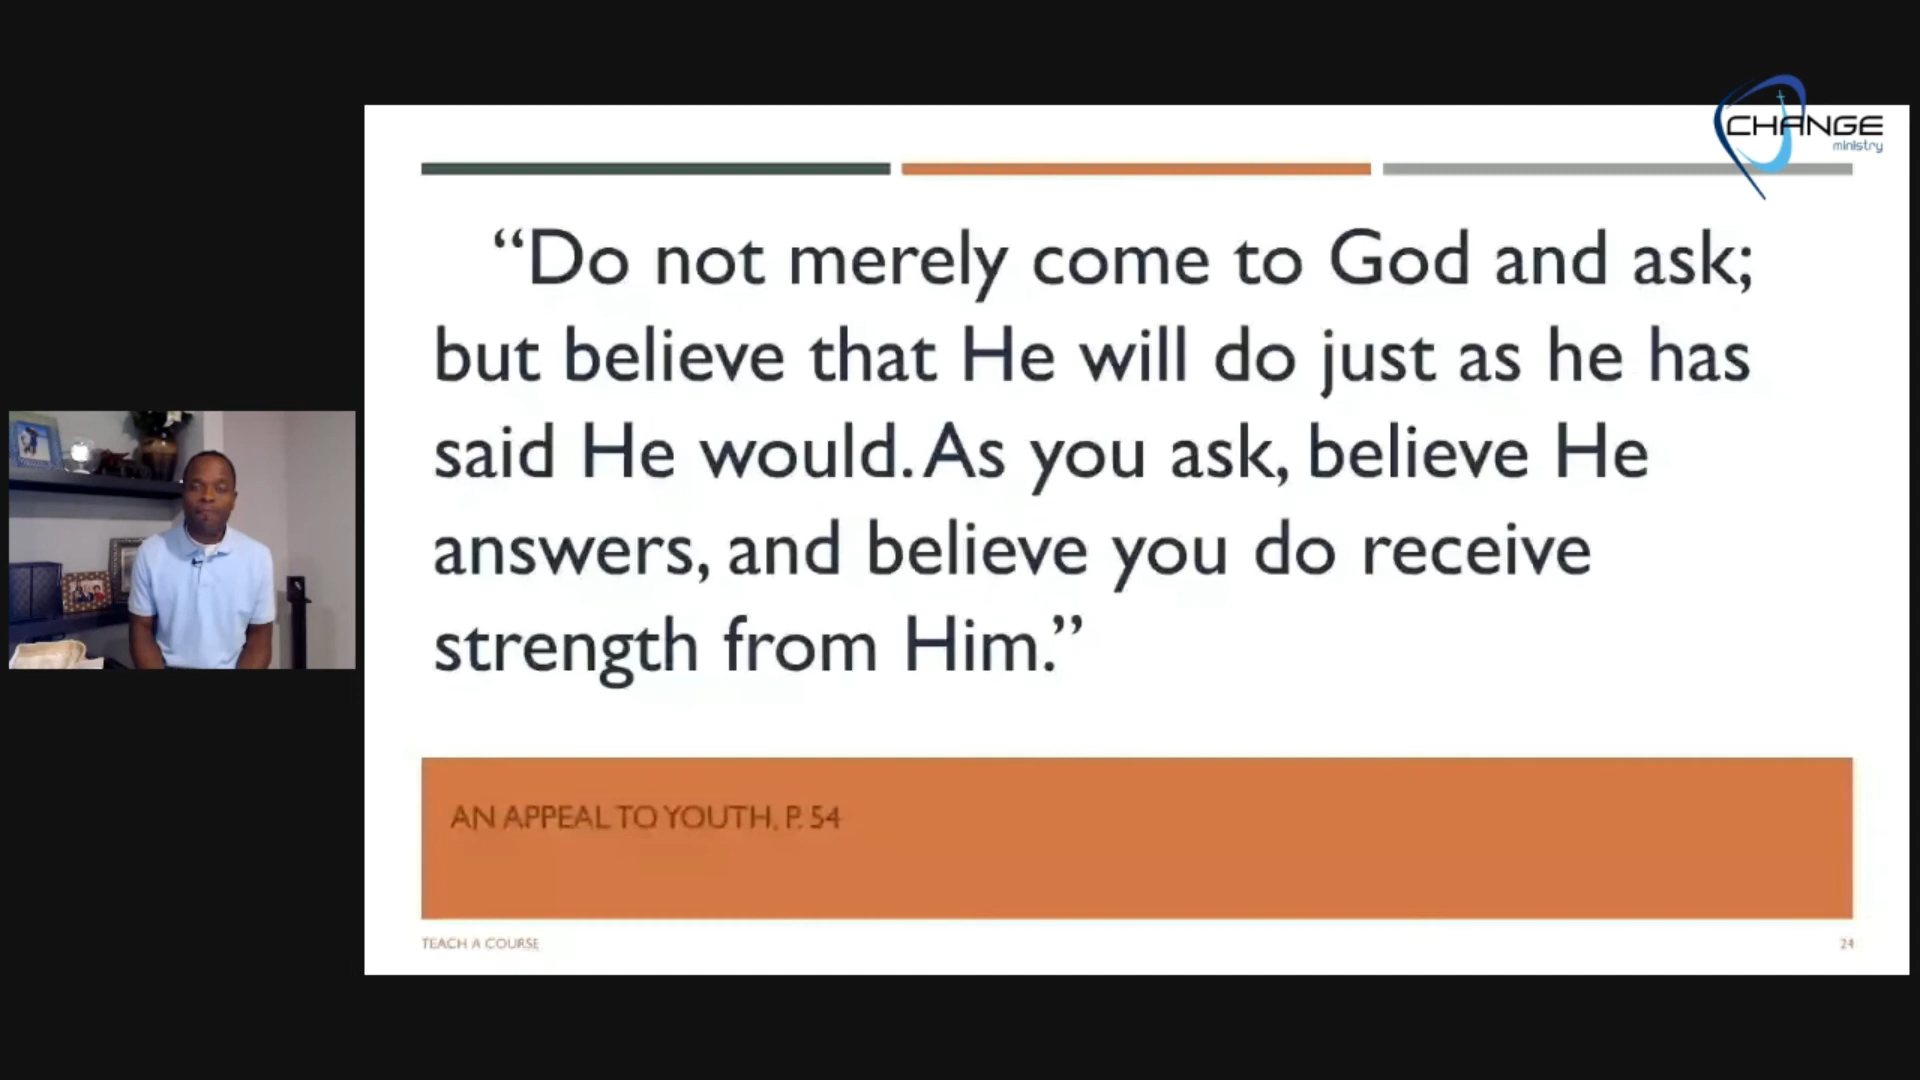 CHANGE
ministry
“Do not merely come to God and ask;
but believe that He will do just as he has
said He would. As you ask, believe He
answers, and believe you do receive
strength from Him.”
AN APPEAL TO YOUTH, P. 54
TEACH A COURSE
24